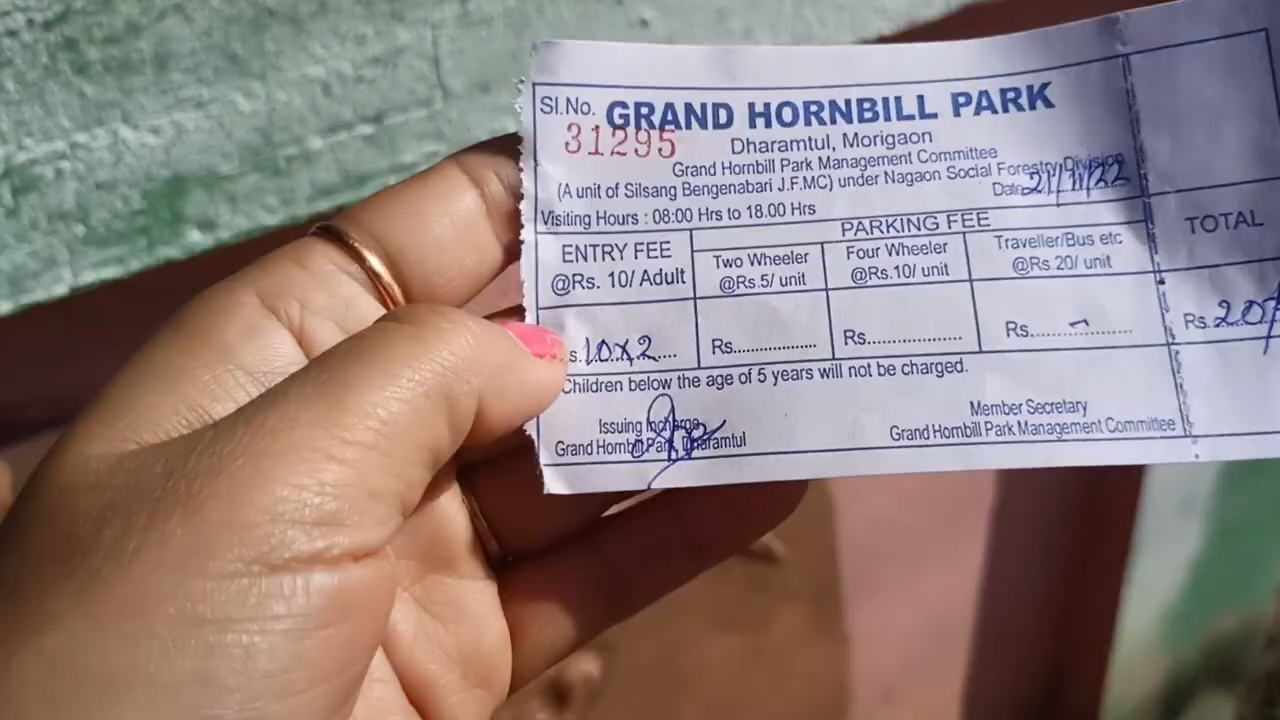 Sl.No. GRAND HORNBILL PARK
31295
Dharamtul, Morigaon
Grand Hornbill Park Management Committee
(A unit of Silsang Bengenabari J.F.MC) under Nagaon Social Forestry Division
Date 21/11/22
Visiting Hours : 08:00 Hrs to 18.00 Hrs
ENTRY FEE
@Rs. 10/ Adult
PARKING FEE
Two Wheeler
@Rs.5/ unit
Four Wheeler
@Rs.10/ unit
Traveller/Bus etc
@Rs.20/ unit
TOTAL
s.10x2....
Rs................
Rs..................
Rs....................
Rs.20/
Children below the age of 5 years will not be charged.
Issuing Incharge
Grand Hornbill Park, Dharamtul
Member Secretary
Grand Hornbill Park Management Committee